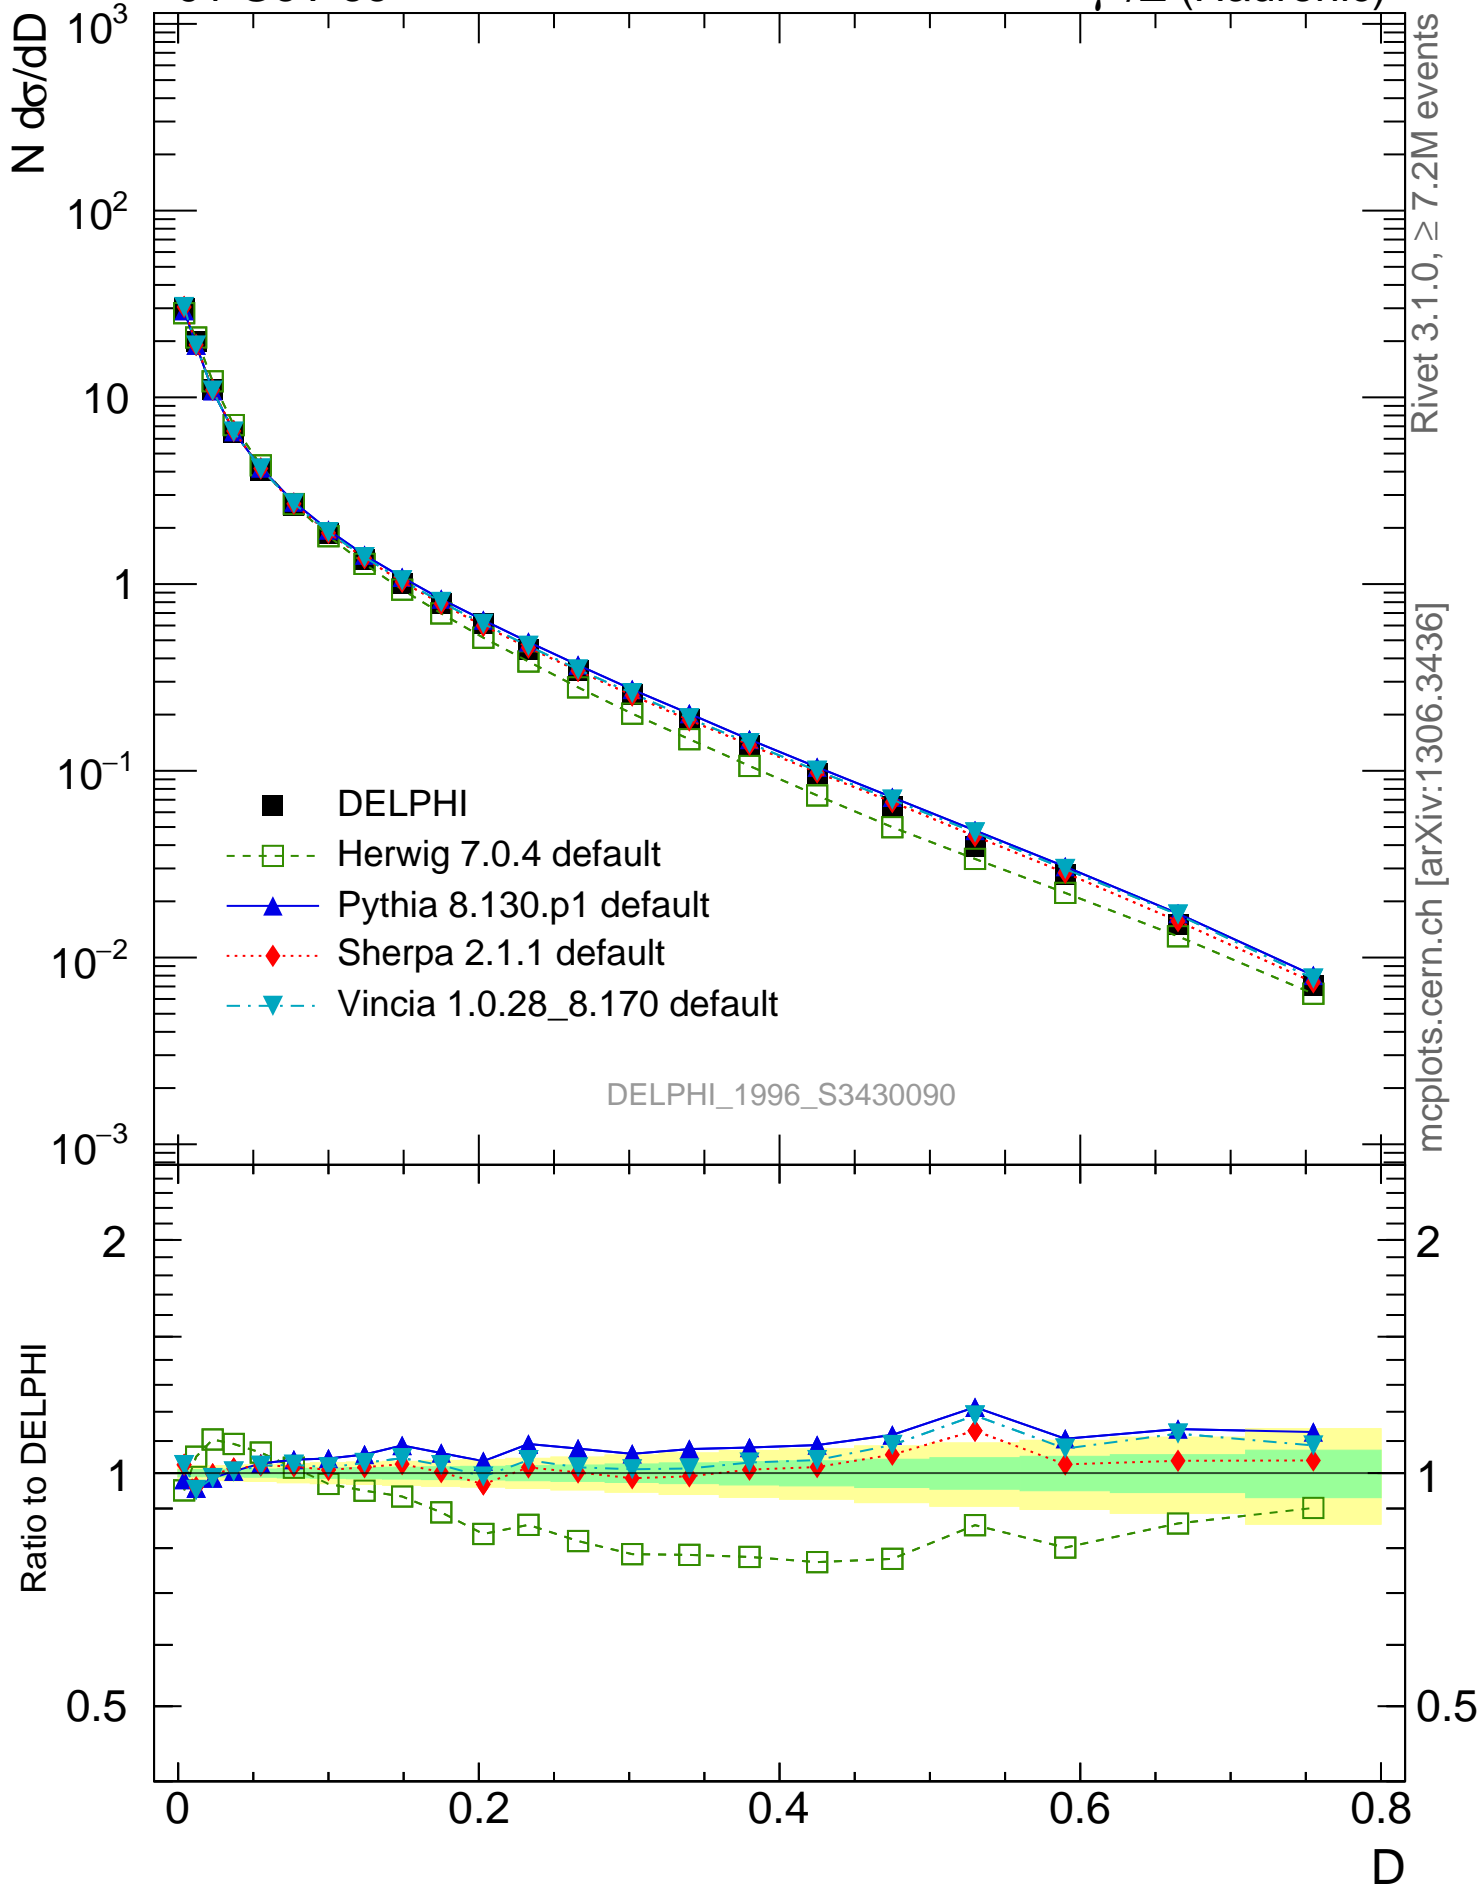 N dσ/dD
10³
10²
10
1
10⁻¹
10⁻²
10⁻³
DELPHI
Herwig 7.0.4 default
Pythia 8.130.p1 default
Sherpa 2.1.1 default
Vincia 1.0.28_8.170 default
DELPHI_1996_S3430090
Rivet 3.1.0, ≥ 7.2M events
mcplots.cern.ch [arXiv:1306.3436]
Ratio to DELPHI
2
1
0.5
2
1
0.5
0
0.2
0.4
0.6
0.8
D